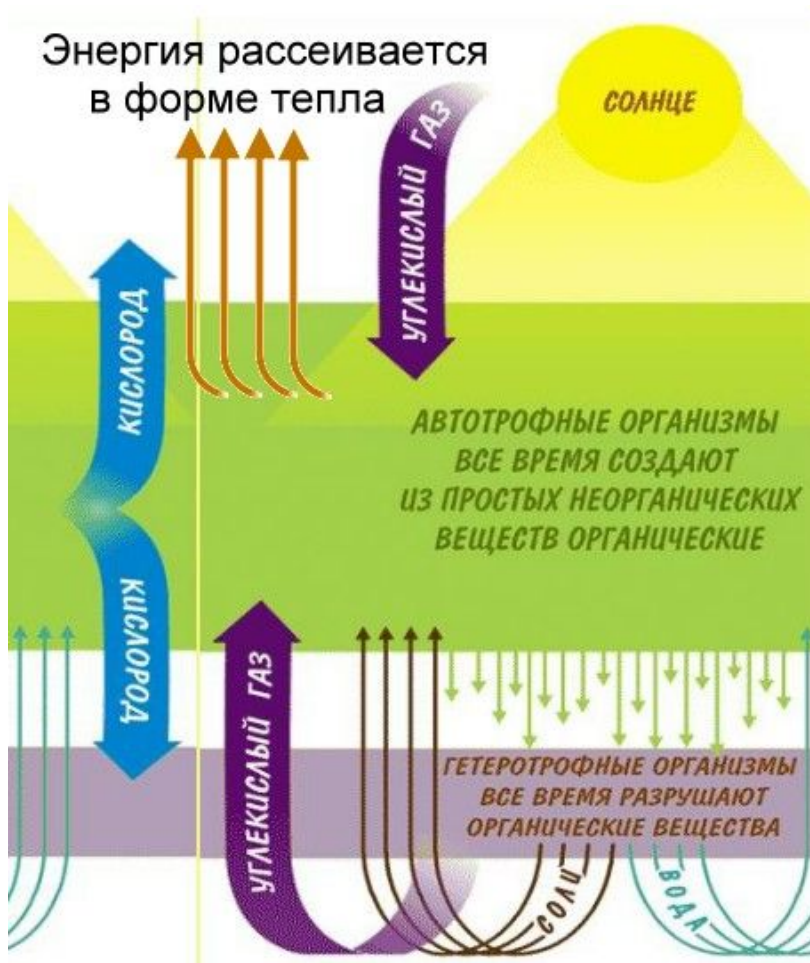 Энергия рассеивается
в форме тепла
СОЛНЦЕ
УГЛЕКИСЛЫЙ ГАЗ
КИСЛОРОД
АВТОТРОФНЫЕ ОРГАНИЗМЫ
ВСЕ ВРЕМЯ СОЗДАЮТ
ИЗ ПРОСТЫХ НЕОРГАНИЧЕСКИХ
ВЕЩЕСТВ ОРГАНИЧЕСКИЕ
КИСЛОРОД
УГЛЕКИСЛЫЙ ГАЗ
ГЕТЕРОТРОФНЫЕ ОРГАНИЗМЫ
ВСЕ ВРЕМЯ РАЗРУШАЮТ
ОРГАНИЧЕСКИЕ ВЕЩЕСТВА
СОЛИ
ВОДА